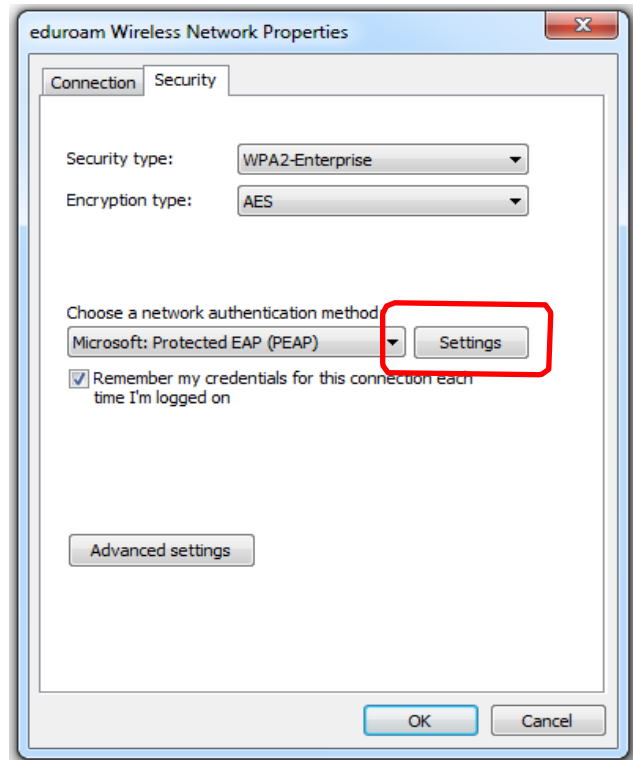 eduroam Wireless Network Properties
Connection Security
Security type: WPA2-Enterprise
Encryption type: AES
Choose a network authentication method
Microsoft: Protected EAP (PEAP) Settings
Remember my credentials for this connection each
time I'm logged on
Advanced settings
OK Cancel